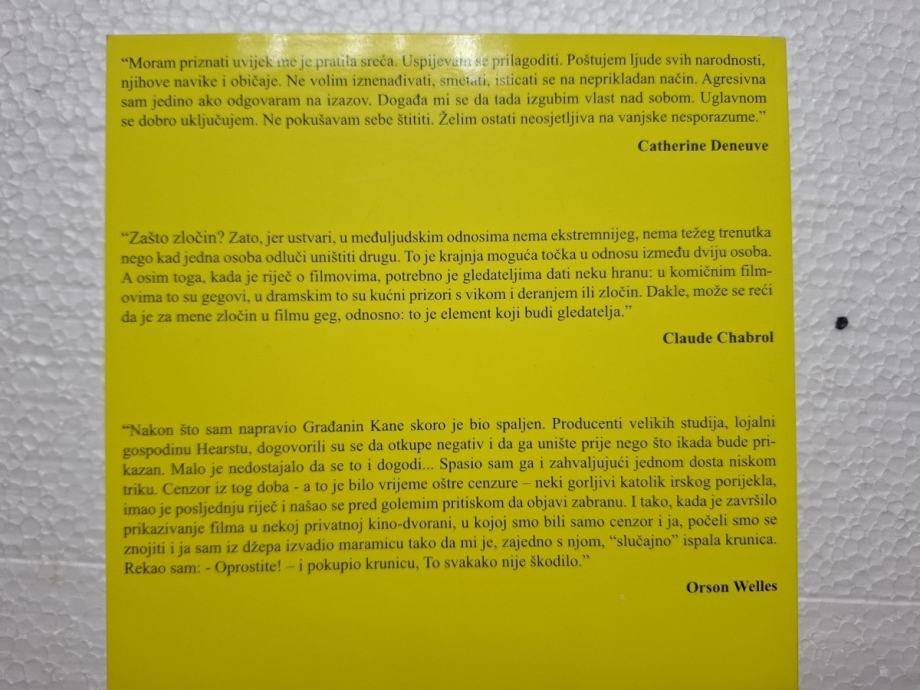 “Moram priznati uvijek me je pratila sreća. Uspijevam se prilagoditi. Poštujem ljude svih narodnosti,
njihove navike i običaje. Ne volim iznenađivati, smetati, isticati se na neprikladan način. Agresivna
sam jedino ako odgovaram na izazov. Događa mi se da tada izgubim vlast nad sobom. Uglavnom
se dobro uključujem. Ne pokušavam sebe štititi. Želim ostati neosjetljiva na vanjske nesporazume.”
Catherine Deneuve
“Zašto zločin? Zato, jer ustvari, u međuljudskim odnosima nema ekstremnijeg, nema težeg trenutka
nego kad jedna osoba odluči uništiti drugu. To je krajnja moguća točka u odnosu između dviju osoba.
A osim toga, kada je riječ o filmovima, potrebno je gledateljima dati neku hranu: u komičnim film-
ovima to su gegovi, u dramskim to su kućni prizori s vikom i deranjem ili zločin. Dakle, može se reći
da je za mene zločin u filmu geg, odnosno: to je element koji budi gledatelja.”
Claude Chabrol
“Nakon što sam napravio Građanin Kane skoro je bio spaljen. Producenti velikih studija, lojalni
gospodinu Hearstu, dogovorili su se da otkupe negativ i da ga unište prije nego što ikada bude pri-
kazan. Malo je nedostajalo da se to i dogodi... Spasio sam ga i zahvaljujući jednom dosta niskom
triku. Cenzor iz tog doba - a to je bilo vrijeme oštre cenzure – neki gorljivi katolik irskog porijekla,
imao je posljednju riječ i našao se pred golemim pritiskom da objavi zabranu. I tako, kada je završilo
prikazivanje filma u nekoj privatnoj kino-dvorani, u kojoj smo bili samo cenzor i ja, počeli smo se
znojiti i ja sam iz džepa izvadio maramicu tako da mi je, zajedno s njom, “slučajno” ispala krunica.
Rekao sam: - Oprostite! – i pokupio krunicu, To svakako nije škodilo.”
Orson Welles